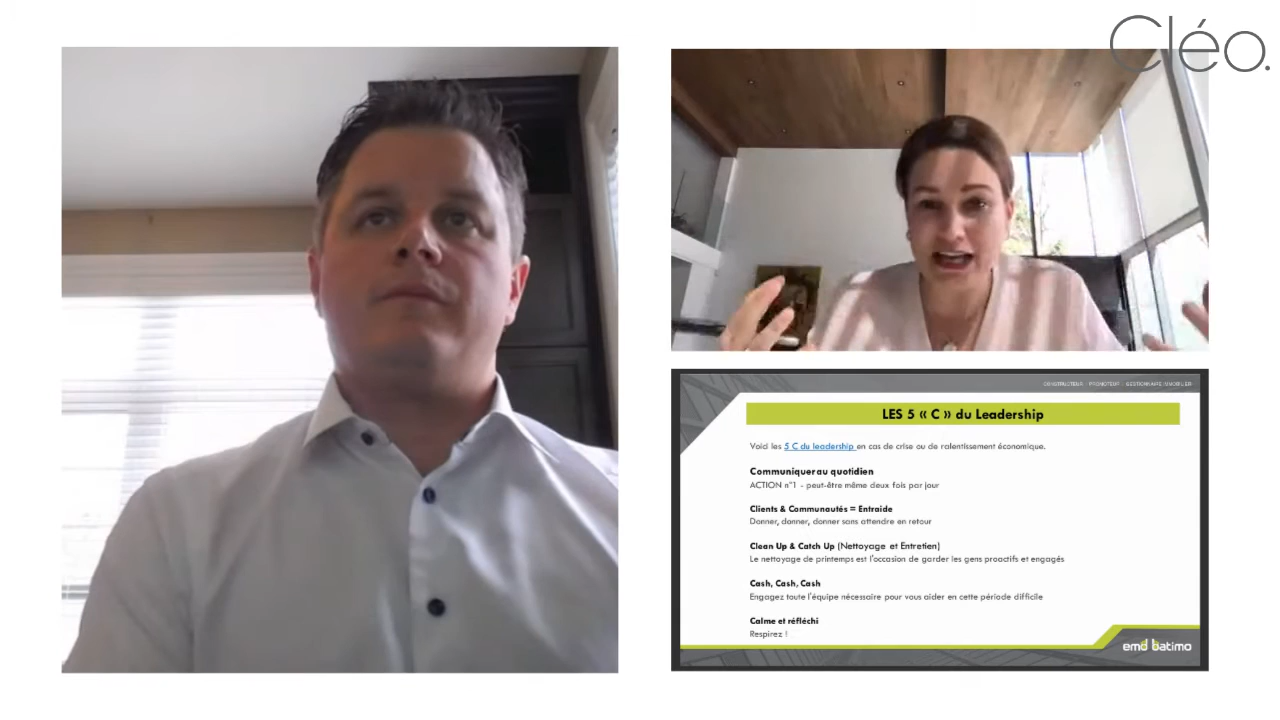 Cléo.
CONSTRUCTEUR PROMOTEUR GESTIONNAIRE IMMOBILIER
LES 5 « C » du Leadership
Voici les 5 C du leadership en cas de crise ou de ralentissement économique.
Communiquer au quotidien
ACTION n°1 - peut-être même deux fois par jour
Clients & Communautés = Entraide
Donner, donner, donner sans attendre en retour
Clean Up & Catch Up (Nettoyage et Entretien)
Le nettoyage de printemps est l'occasion de garder les gens proactifs et engagés
Cash, Cash, Cash
Engagez toute l'équipe nécessaire pour vous aider en cette période difficile
Calme et réfléchi
Respirez !
emd batimo